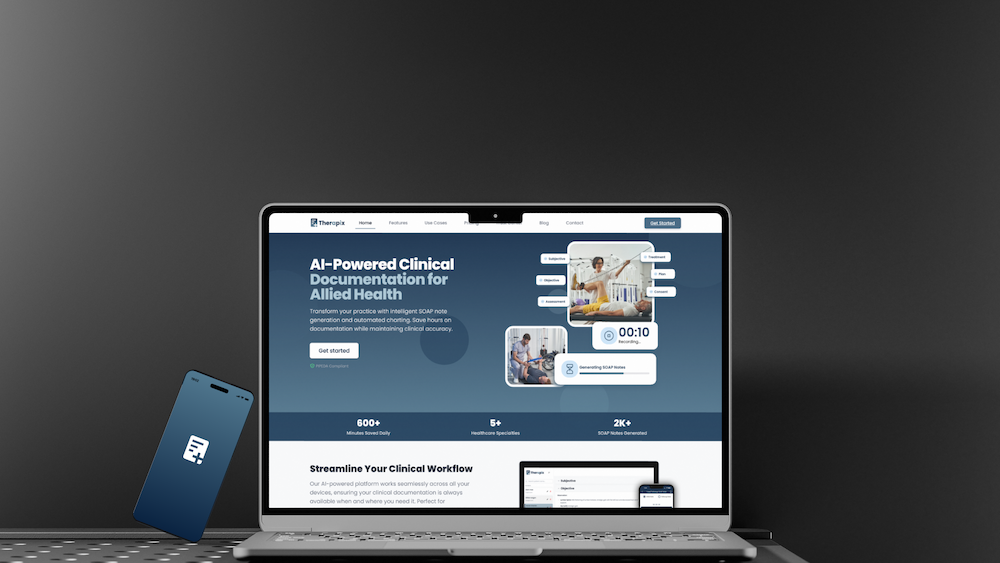 Therapix
Home
Features
Use Cases
Blog
Contact
Get Started
AI-Powered Clinical
Documentation for
Allied Health
Transform your practice with intelligent SOAP note
generation and automated charting. Save hours on
documentation while maintaining clinical accuracy.
Get started
Subjective
Objective
Assessment
Treatment
Plan
Consent
00:10
Recording...
Generating SOAP Notes
600+
Minutes Saved Daily
5+
Healthcare Specialties
2K+
SOAP Notes Generated
Streamline Your Clinical Workflow
Our AI-powered platform works seamlessly across all your
devices, ensuring your clinical documentation is always
available when and where you need it. Perfect for
Therapix
Subjective
Objective